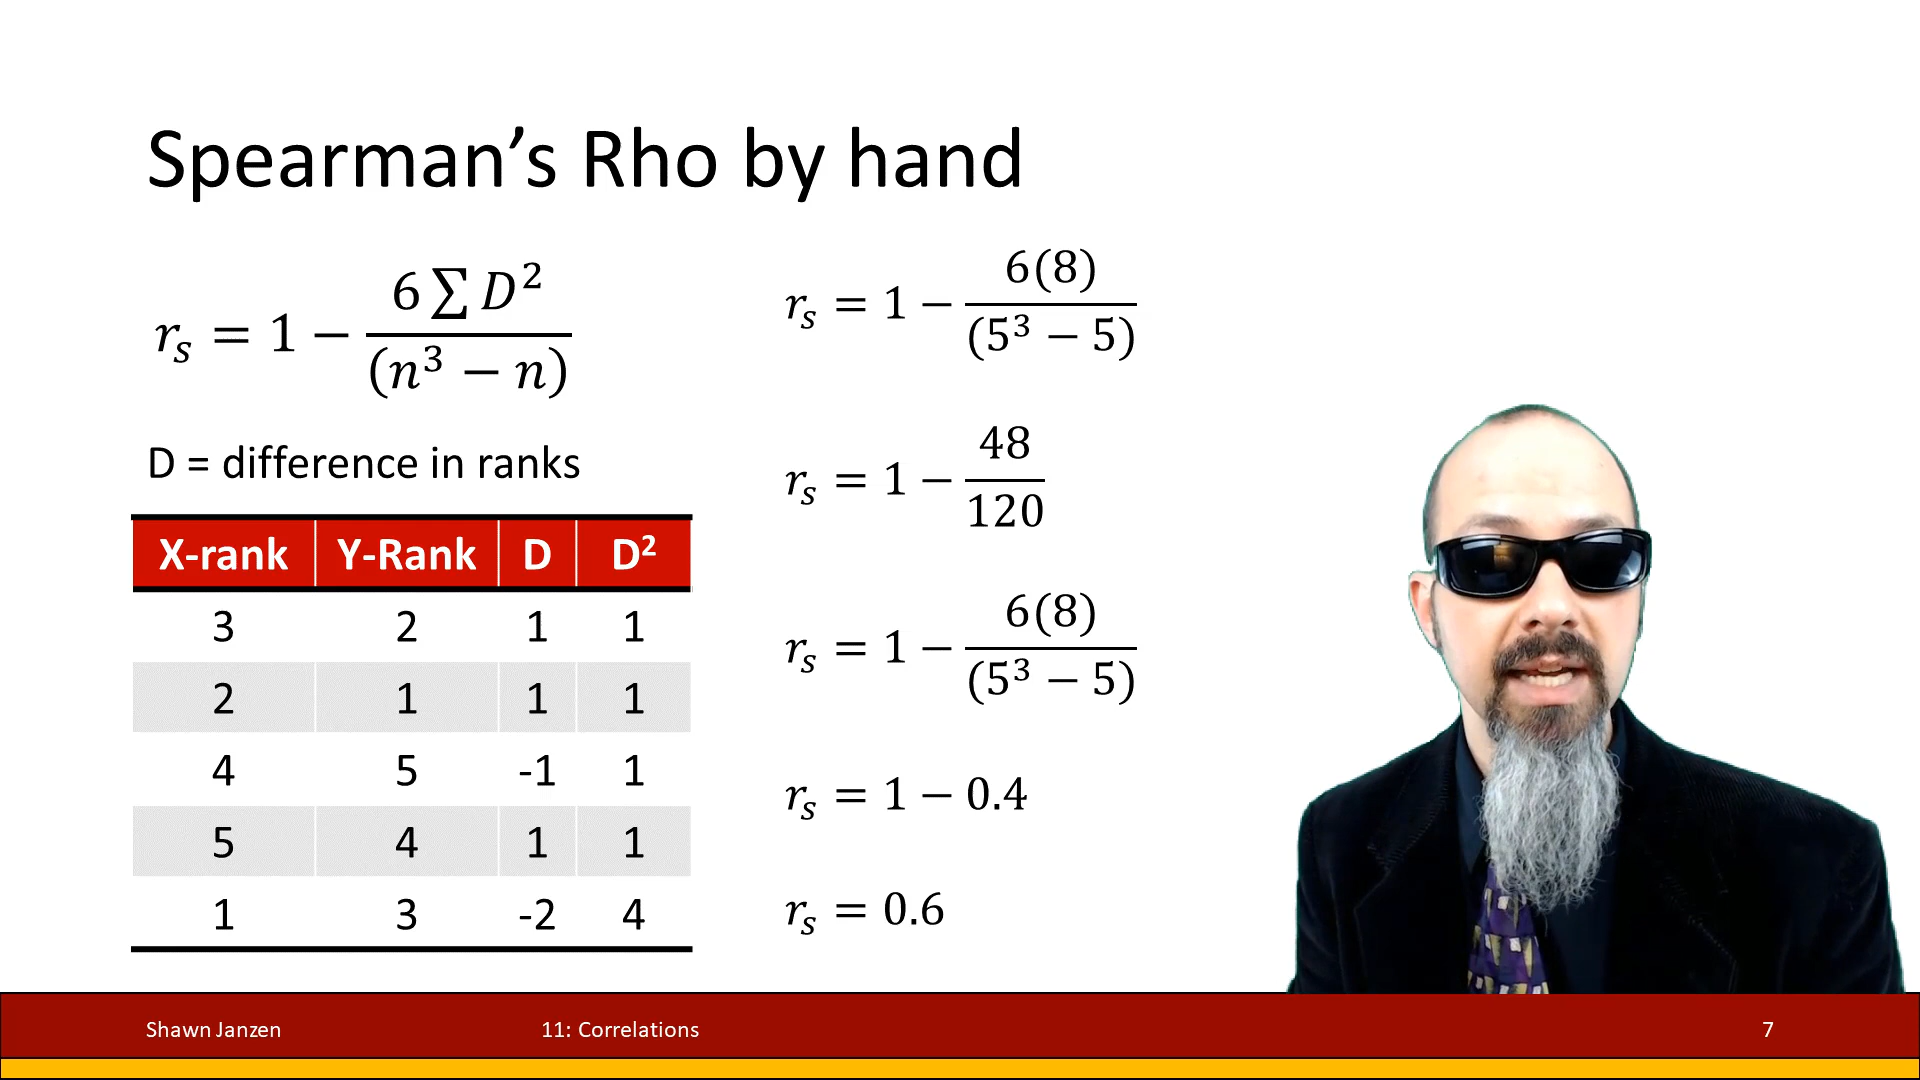 Spearman’s Rho by hand
r_s = 1 − 6 ∑ D² / (n³ − n)
D = difference in ranks
X-rank Y-Rank D D²
3 2 1 1
2 1 1 1
4 5 -1 1
5 4 1 1
1 3 -2 4
r_s = 1 − 6(8) / (5³ − 5)
r_s = 1 − 48 / 120
r_s = 1 − 6(8) / (5³ − 5)
r_s = 1 − 0.4
r_s = 0.6
Shawn Janzen 11: Correlations 7